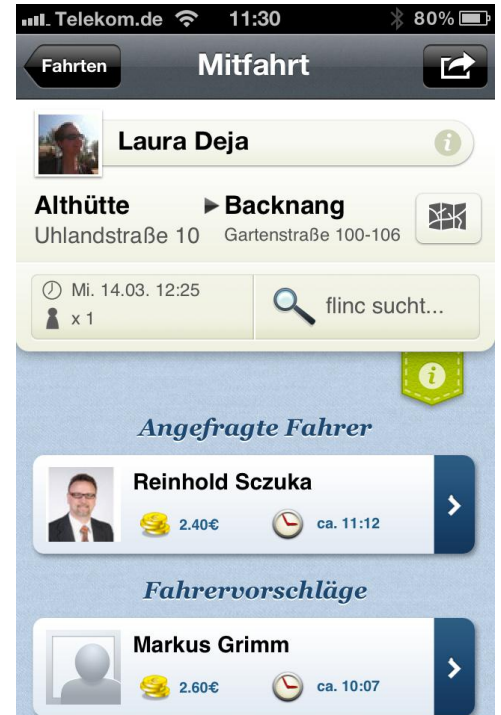 Telekom.de 11:30 80%
Fahrten Mitfahrt
Laura Deja
Althütte Backnang
Uhlandstraße 10 Gartenstraße 100-106
Mi. 14.03. 12:25 flinc sucht...
x 1
Angefragte Fahrer
Reinhold Sczuka
2.40€ ca. 11:12
Fahrervorschläge
Markus Grimm
2.60€ ca. 10:07